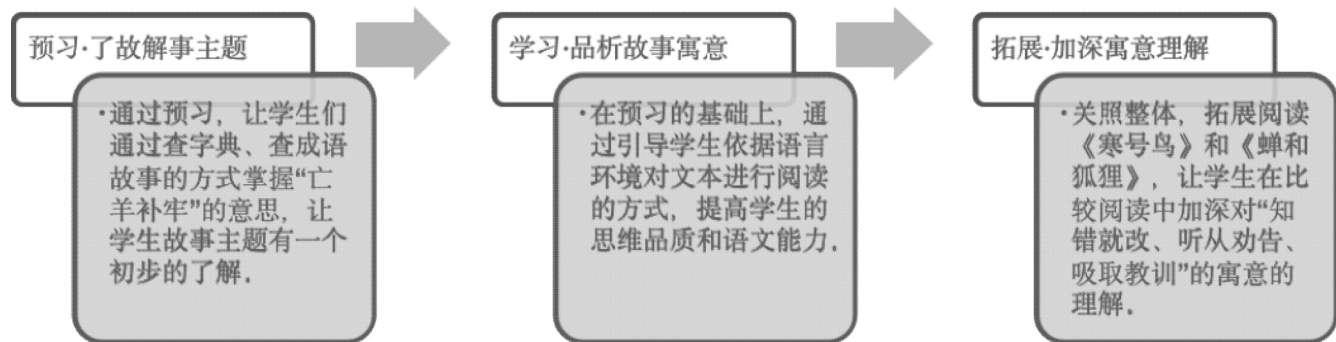 预习·了故解事主题
·通过预习，让学生们
通过查字典、查成语
故事的方式掌握“亡
羊补牢”的意思，让
学生故事主题有一个
初步的了解.
学习·品析故事寓意
·在预习的基础上，通
过引导学生依据语言
环境对文本进行阅读
的方式，提高学生的
思维品质和语文能力.
拓展·加深寓意理解
·关照整体，拓展阅读
《寒号鸟》和《蝉和
狐狸》，让学生在比
较阅读中加深对“知
错就改、听从劝告、
吸取教训”的寓意的
理解.